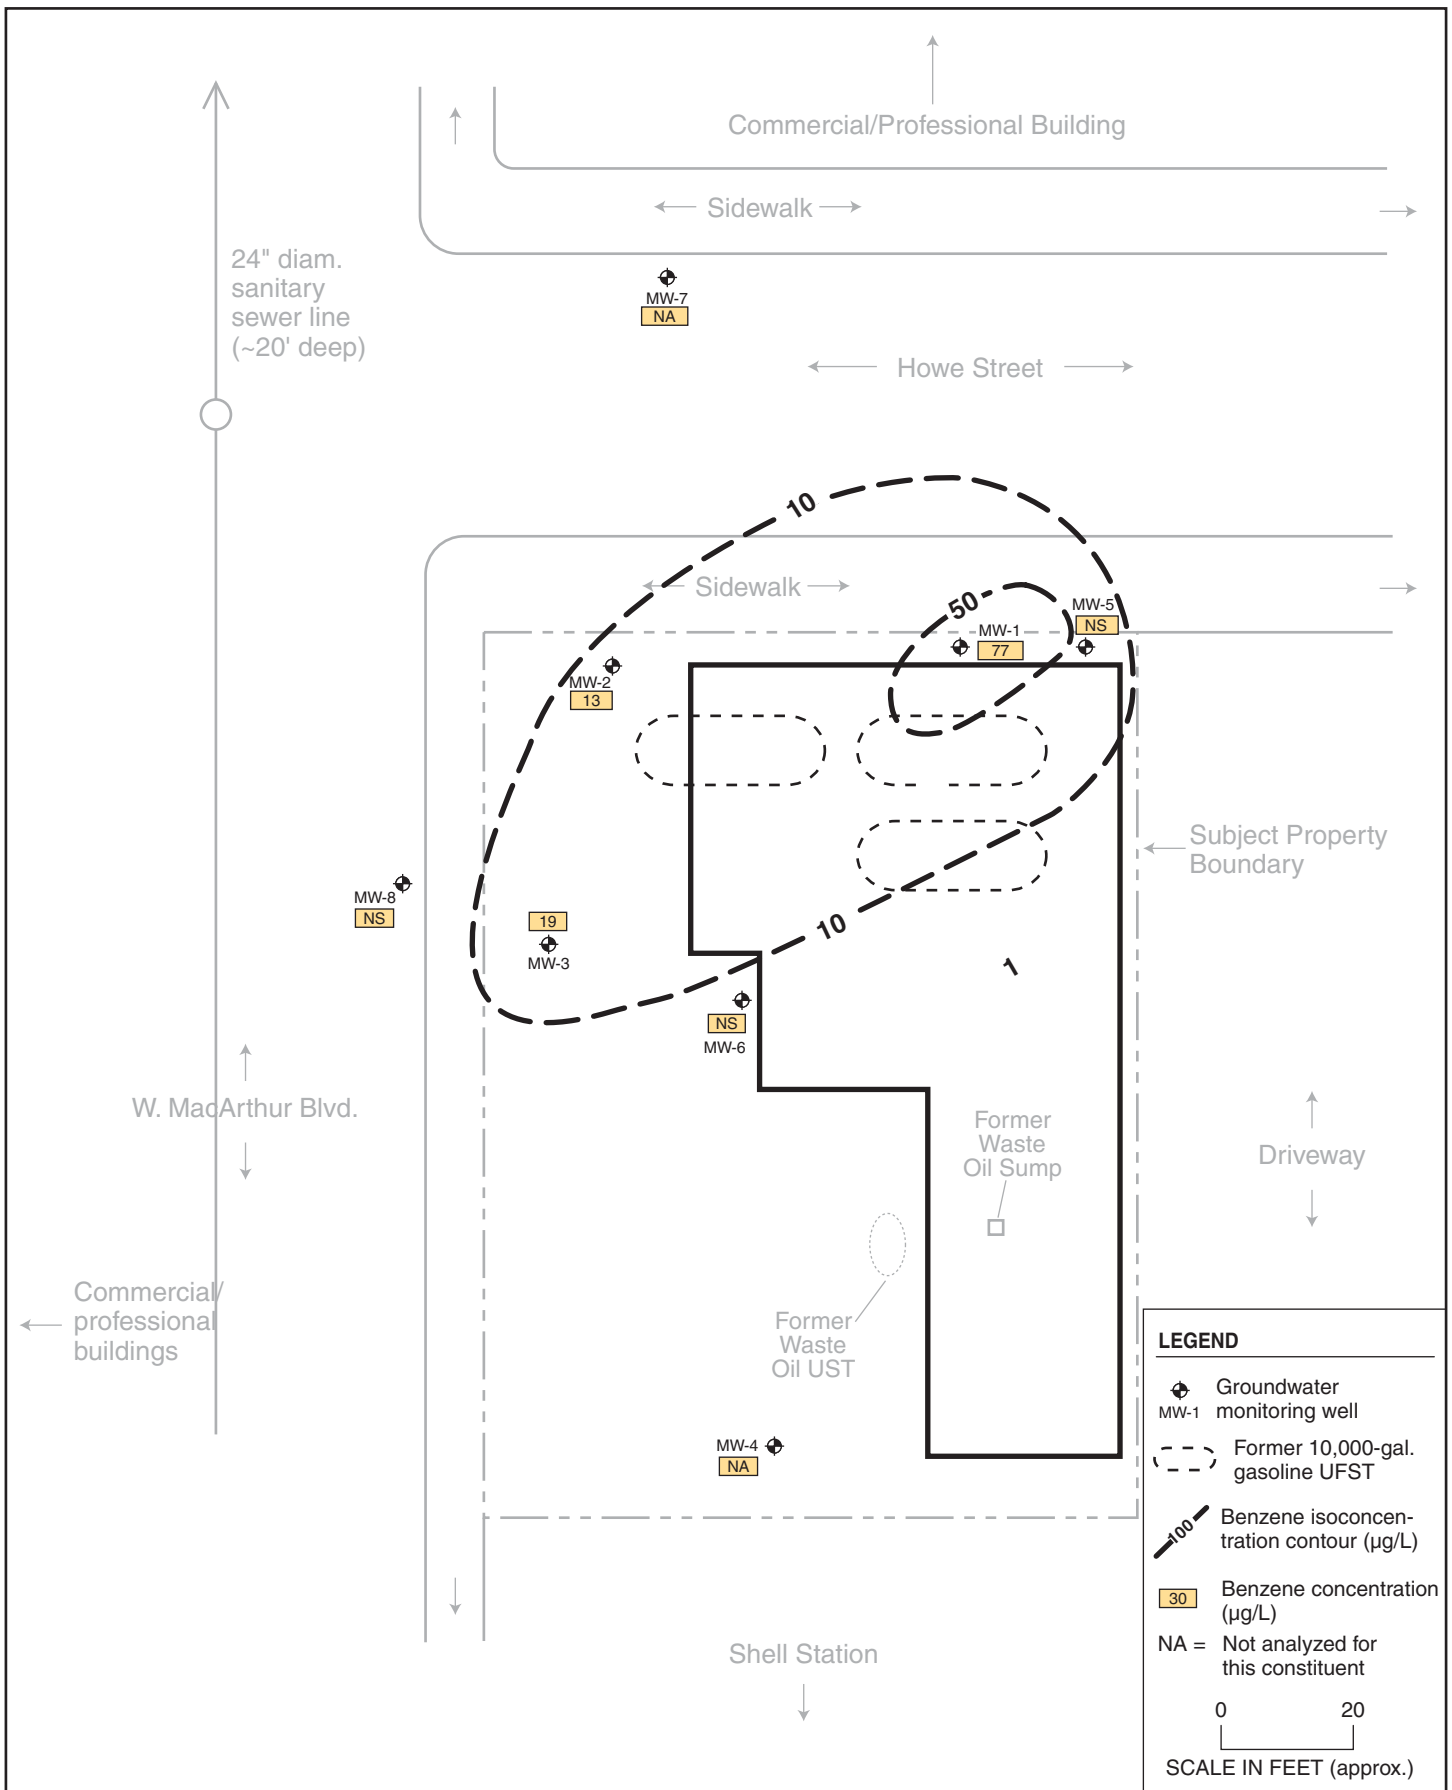 Commercial/Professional Building
Sidewalk
24" diam.
sanitary
sewer line
(~20' deep)
MW-7
NA
Howe Street
10
Sidewalk
50
MW-5
NS
MW-1
77
MW-2
13
Subject Property
Boundary
MW-8
NS
19
MW-3
10
1
NS
MW-6
W. MacArthur Blvd.
Former
Waste
Oil Sump
Driveway
Commercial/
professional
buildings
Former
Waste
Oil UST
MW-4
NA
Shell Station
LEGEND
MW-1
Groundwater
monitoring well
Former 10,000-gal.
gasoline UFST
100
Benzene isoconcen-
tration contour (µg/L)
30
Benzene concentration
(µg/L)
NA = Not analyzed for
this constituent
0 20
SCALE IN FEET (approx.)